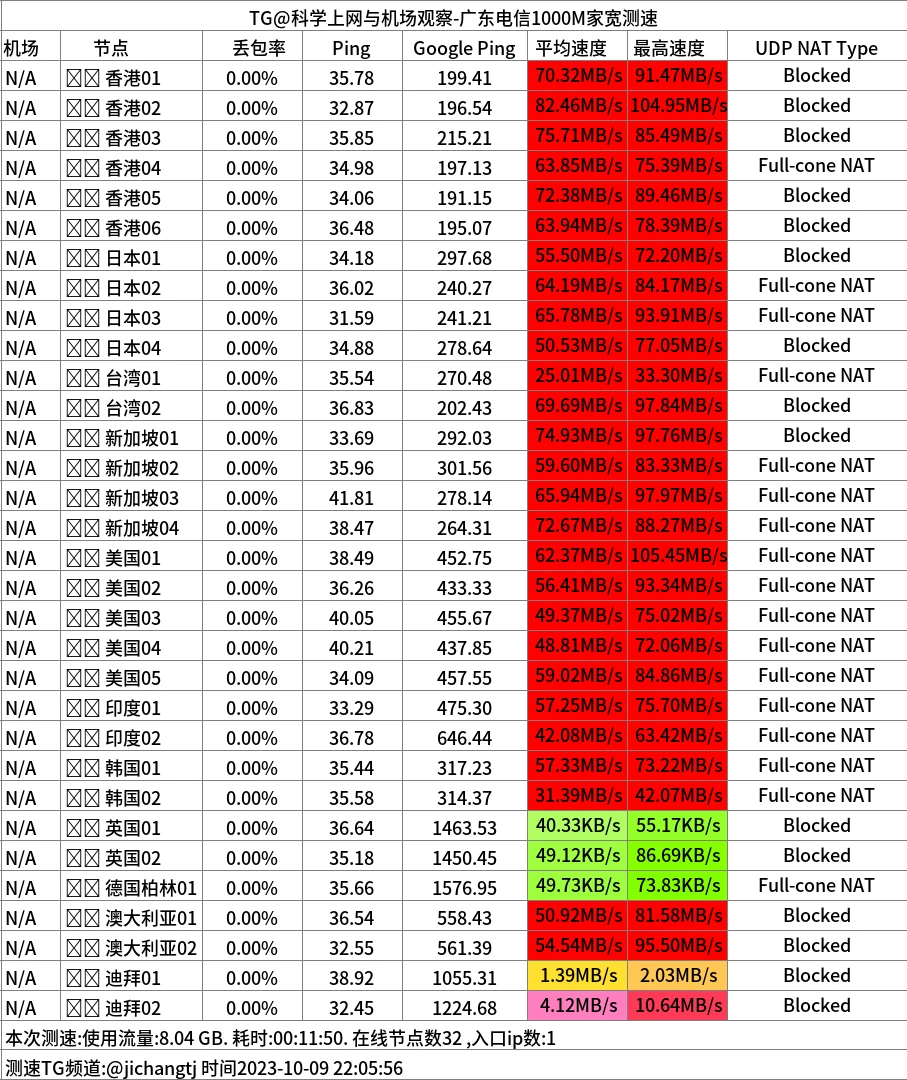 TG@科学上网与机场观察-广东电信1000M家宽测速
机场 节点 丢包率 Ping Google Ping 平均速度 最高速度 UDP NAT Type
N/A 香港01 0.00% 35.78 199.41 70.32MB/s 91.47MB/s Blocked
N/A 香港02 0.00% 32.87 196.54 82.46MB/s 104.95MB/s Blocked
N/A 香港03 0.00% 35.85 215.21 75.71MB/s 85.49MB/s Blocked
N/A 香港04 0.00% 34.98 197.13 63.85MB/s 75.39MB/s Full-cone NAT
N/A 香港05 0.00% 34.06 191.15 72.38MB/s 89.46MB/s Blocked
N/A 香港06 0.00% 36.48 195.07 63.94MB/s 78.39MB/s Blocked
N/A 日本01 0.00% 34.18 297.68 55.50MB/s 72.20MB/s Blocked
N/A 日本02 0.00% 36.02 240.27 64.19MB/s 84.17MB/s Full-cone NAT
N/A 日本03 0.00% 31.59 241.21 65.78MB/s 93.91MB/s Full-cone NAT
N/A 日本04 0.00% 34.88 278.64 50.53MB/s 77.05MB/s Blocked
N/A 台湾01 0.00% 35.54 270.48 25.01MB/s 33.30MB/s Full-cone NAT
N/A 台湾02 0.00% 36.83 202.43 69.69MB/s 97.84MB/s Blocked
N/A 新加坡01 0.00% 33.69 292.03 74.93MB/s 97.76MB/s Blocked
N/A 新加坡02 0.00% 35.96 301.56 59.60MB/s 83.33MB/s Full-cone NAT
N/A 新加坡03 0.00% 41.81 278.14 65.94MB/s 97.97MB/s Full-cone NAT
N/A 新加坡04 0.00% 38.47 264.31 72.67MB/s 88.27MB/s Full-cone NAT
N/A 美国01 0.00% 38.49 452.75 62.37MB/s 105.45MB/s Full-cone NAT
N/A 美国02 0.00% 36.26 433.33 56.41MB/s 93.34MB/s Full-cone NAT
N/A 美国03 0.00% 40.05 455.67 49.37MB/s 75.02MB/s Full-cone NAT
N/A 美国04 0.00% 40.21 437.85 48.81MB/s 72.06MB/s Full-cone NAT
N/A 美国05 0.00% 34.09 457.55 59.02MB/s 84.86MB/s Full-cone NAT
N/A 印度01 0.00% 33.29 475.30 57.25MB/s 75.70MB/s Full-cone NAT
N/A 印度02 0.00% 36.78 646.44 42.08MB/s 63.42MB/s Full-cone NAT
N/A 韩国01 0.00% 35.44 317.23 57.33MB/s 73.22MB/s Full-cone NAT
N/A 韩国02 0.00% 35.58 314.37 31.39MB/s 42.07MB/s Full-cone NAT
N/A 英国01 0.00% 36.64 1463.53 40.33KB/s 55.17KB/s Blocked
N/A 英国02 0.00% 35.18 1450.45 49.12KB/s 86.69KB/s Blocked
N/A 德国柏林01 0.00% 35.66 1576.95 49.73KB/s 73.83KB/s Full-cone NAT
N/A 澳大利亚01 0.00% 36.54 558.43 50.92MB/s 81.58MB/s Blocked
N/A 澳大利亚02 0.00% 32.55 561.39 54.54MB/s 95.50MB/s Blocked
N/A 迪拜01 0.00% 38.92 1055.31 1.39MB/s 2.03MB/s Blocked
N/A 迪拜02 0.00% 32.45 1224.68 4.12MB/s 10.64MB/s Blocked
本次测速:使用流量:8.04 GB. 耗时:00:11:50. 在线节点数32 ,入口ip数:1
测速TG频道:@jichangtj 时间2023-10-09 22:05:56